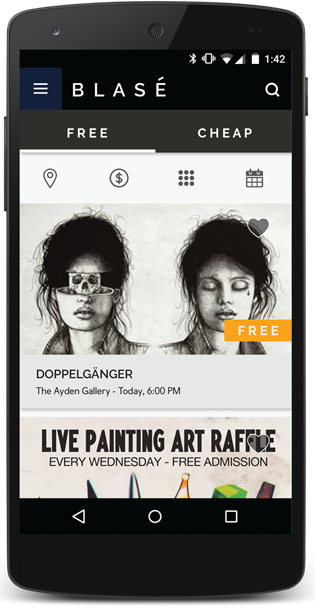 1:42
BLASÉ
FREE
CHEAP
$
FREE
DOPPELGÄNGER
The Ayden Gallery - Today, 6:00 PM
LIVE PAINTING ART RAFFLE
EVERY WEDNESDAY - FREE ADMISSION